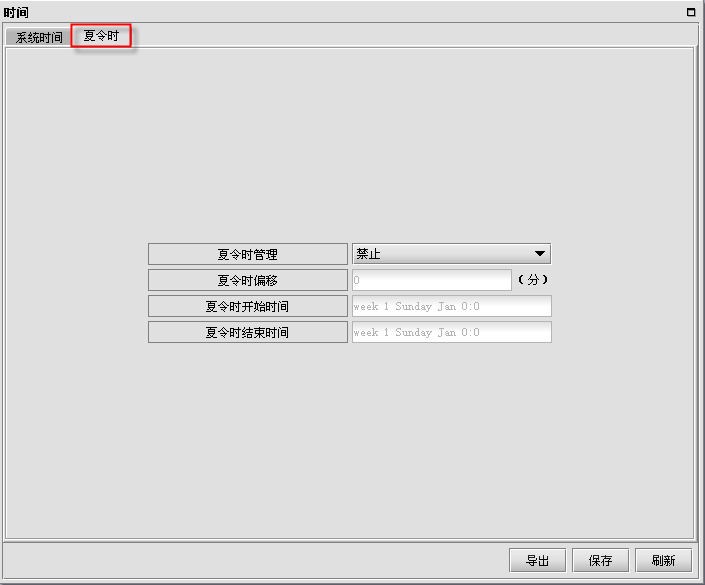 时间
系统时间 夏令时
夏令时管理 禁止
夏令时偏移 0 (分)
夏令时开始时间 week 1 Sunday Jan 0:0
夏令时结束时间 week 1 Sunday Jan 0:0
导出 保存 刷新